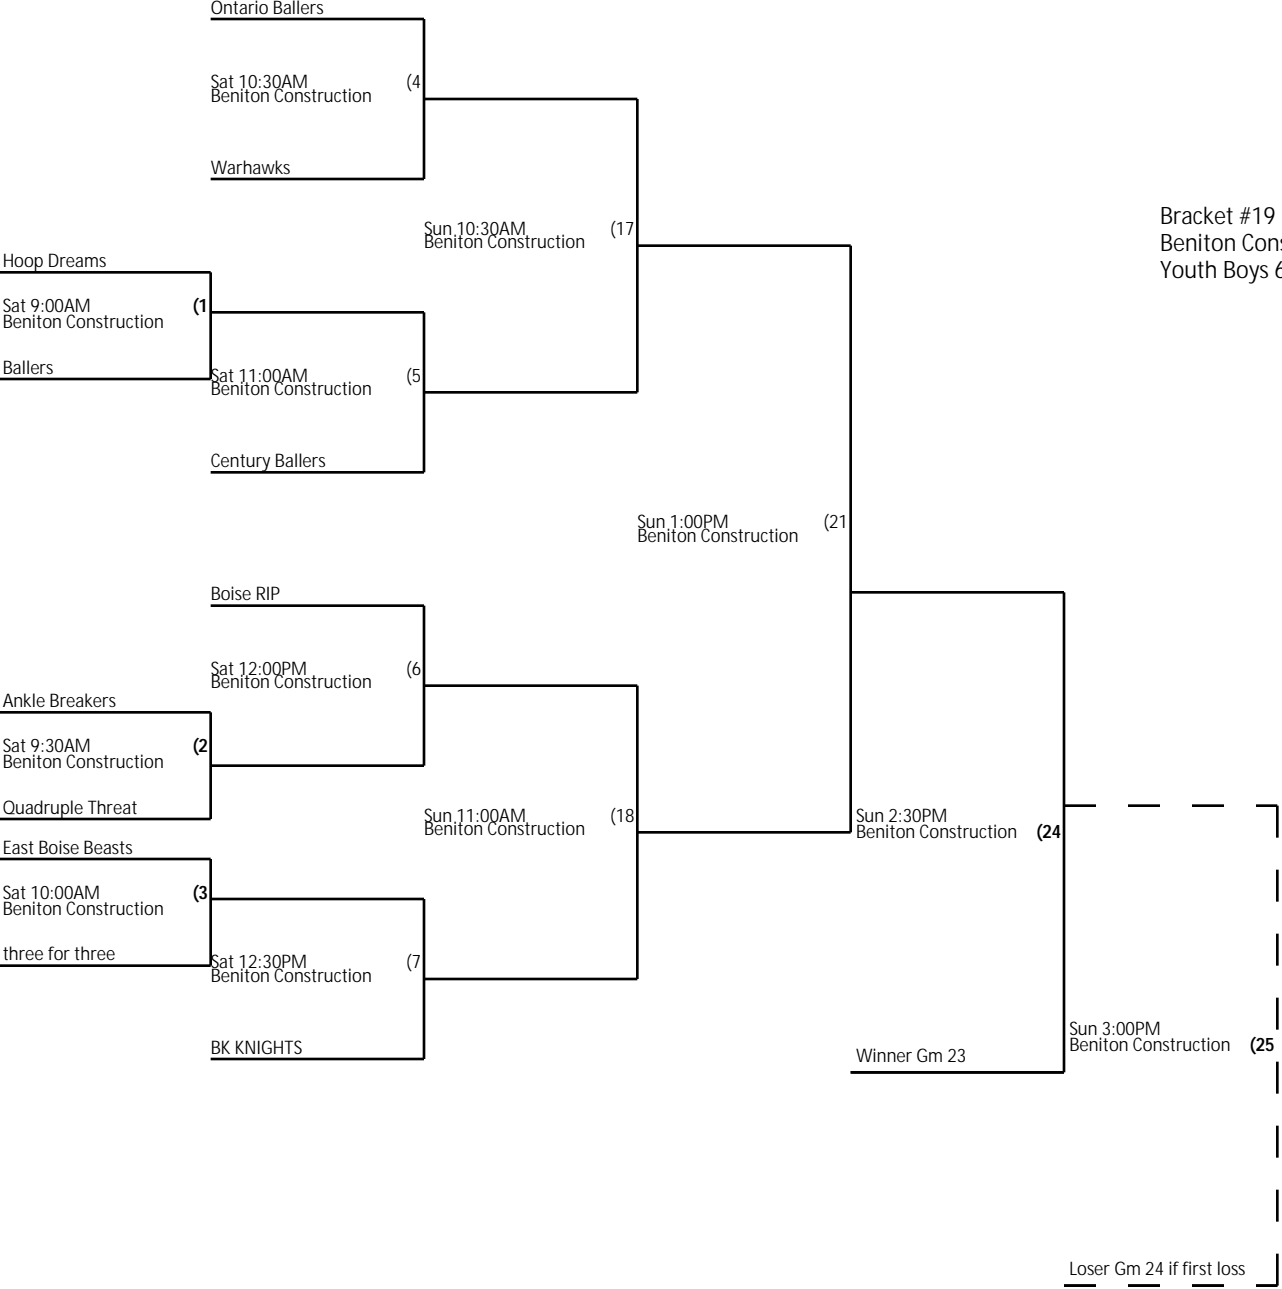 Ontario Ballers
Sat 10:30AM (4
Beniton Construction
Warhawks
Sun 10:30AM (17
Beniton Construction
Bracket #19
Beniton Cons
Youth Boys 6
Hoop Dreams
Sat 9:00AM (1
Beniton Construction
Ballers
Sat 11:00AM (5
Beniton Construction
Century Ballers
Sun 1:00PM (21
Beniton Construction
Boise RIP
Sat 12:00PM (6
Beniton Construction
Ankle Breakers
Sat 9:30AM (2
Beniton Construction
Quadruple Threat
Sun 11:00AM (18
Beniton Construction
Sun 2:30PM
Beniton Construction (24
East Boise Beasts
Sat 10:00AM (3
Beniton Construction
three for three
Sat 12:30PM (7
Beniton Construction
BK KNIGHTS
Winner Gm 23
Sun 3:00PM
Beniton Construction (25
Loser Gm 24 if first loss